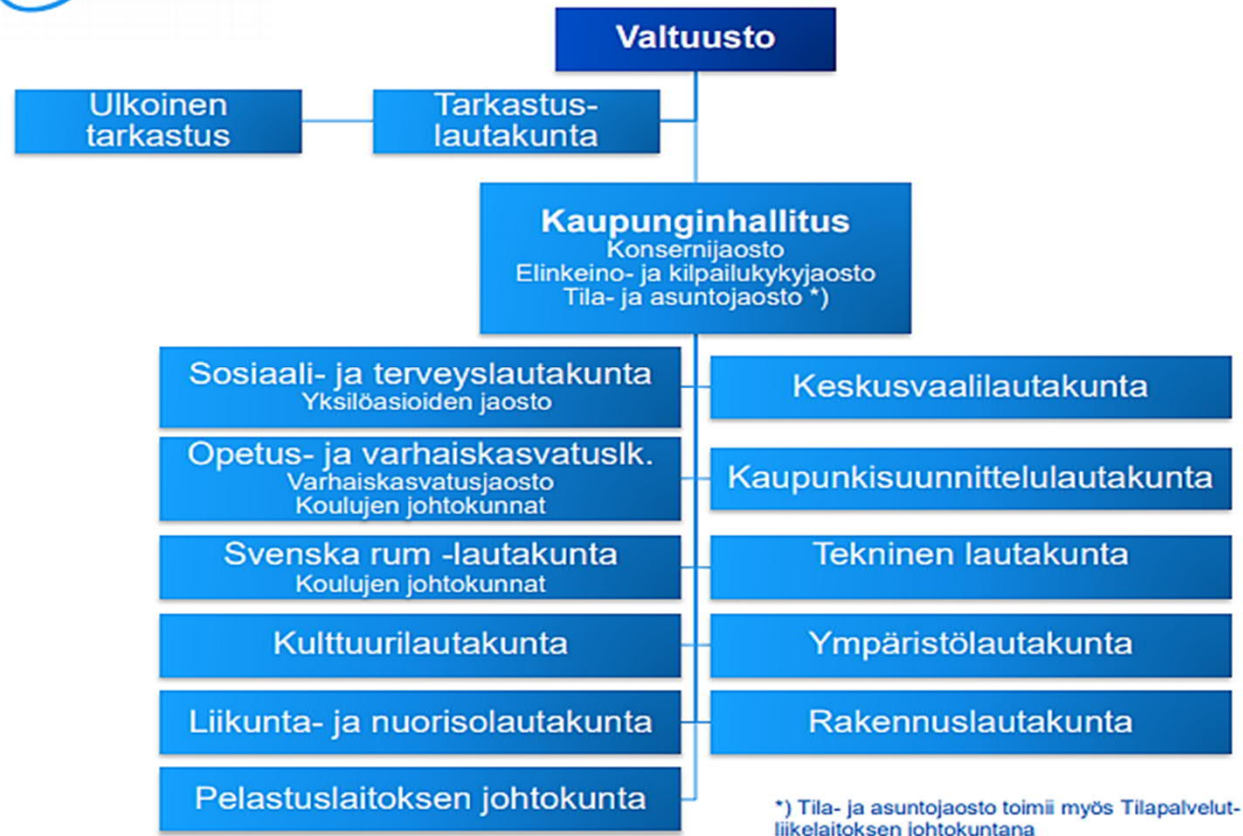 Valtuusto
Ulkoinen
tarkastus
Tarkastus-
lautakunta
Kaupunginhallitus
Konsernijaosto
Elinkeino- ja kilpailukykyjaosto
Tila- ja asuntojaosto *)
Sosiaali- ja terveyslautakunta
Yksilöasioiden jaosto
Keskusvaalilautakunta
Opetus- ja varhaiskasvatuslk.
Varhaiskasvatusjaosto
Koulujen johtokunnat
Kaupunkisuunnittelulautakunta
Svenska rum -lautakunta
Koulujen johtokunnat
Tekninen lautakunta
Kulttuurilautakunta
Ympäristölautakunta
Liikunta- ja nuorisolautakunta
Rakennuslautakunta
Pelastuslaitoksen johtokunta
*) Tila- ja asuntojaosto toimii myös Tilapalvelut-
liikelaitoksen johtokuntana